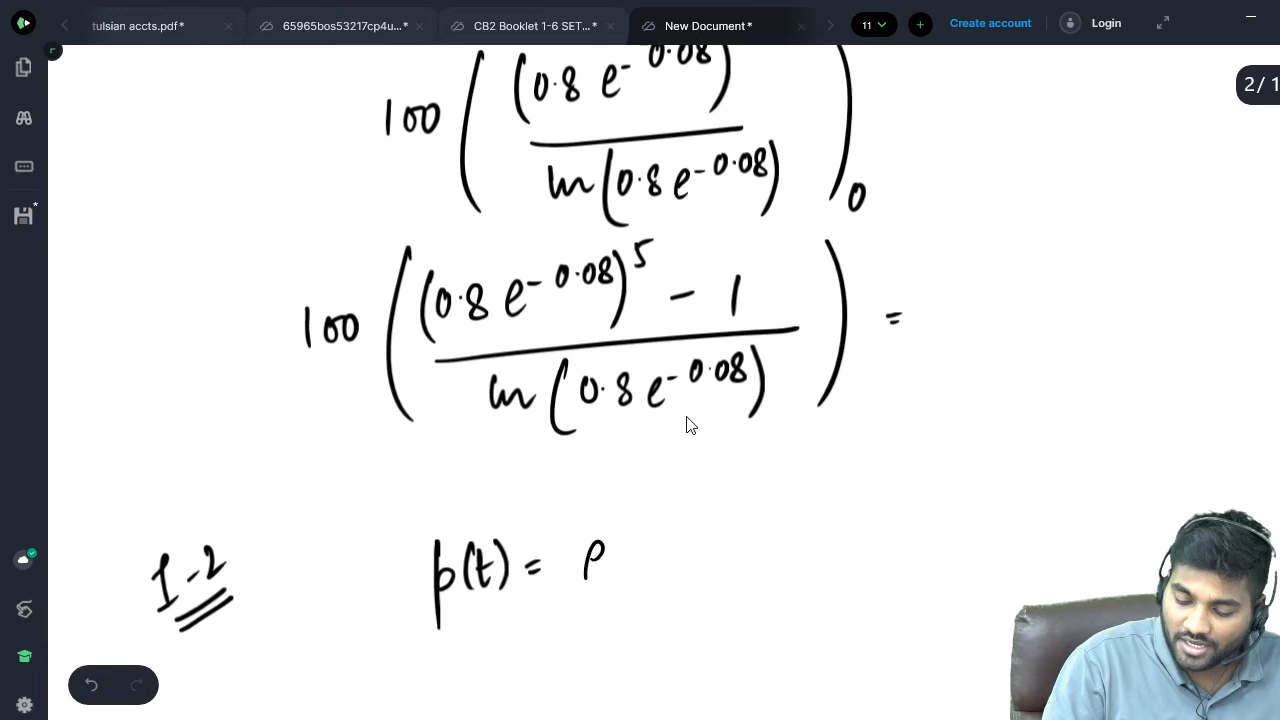 tulsian accts.pdf*
65965bos53217cp4u...*
CB2 Booklet 1-6 SET...*
New Document*
11
Create account
Login
2/ 1
100 ( (0.8 e^- 0.08) / ln(0.8 e^- 0.08) )_0
100 ( (0.8 e^- 0.08)^5 - 1 / ln(0.8 e^- 0.08) ) =
1-2
p(t) = ρ